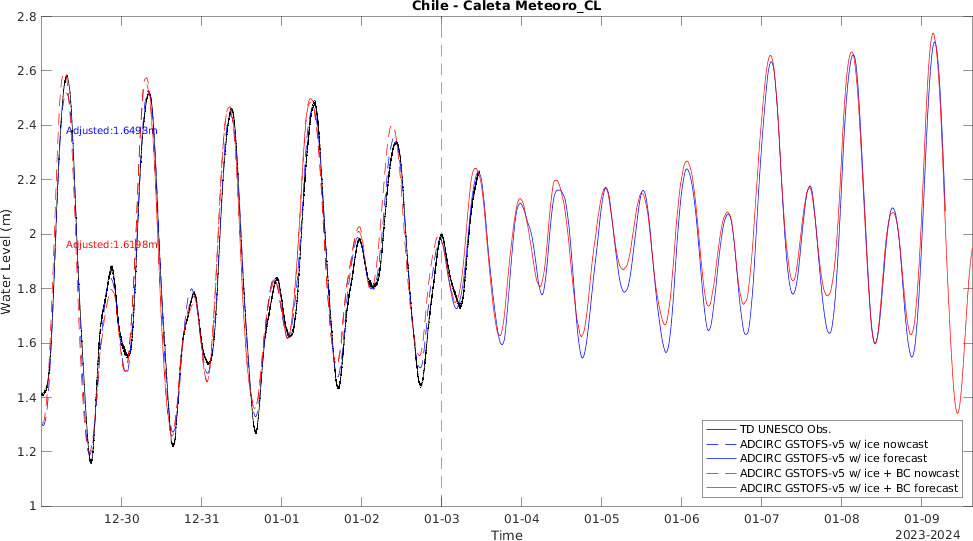 Chile - Caleta Meteoro_CL
2.8
2.6
2.4
2.2
2
1.8
1.6
1.4
1.2
1
Water Level (m)
Adjusted:1.6493m
Adjusted:1.6198m
TD UNESCO Obs.
ADCIRC GSTOFS-v5 w/ ice nowcast
ADCIRC GSTOFS-v5 w/ ice forecast
ADCIRC GSTOFS-v5 w/ ice + BC nowcast
ADCIRC GSTOFS-v5 w/ ice + BC forecast
12-30 12-31 01-01 01-02 01-03 01-04 01-05 01-06 01-07 01-08 01-09
Time
2023-2024